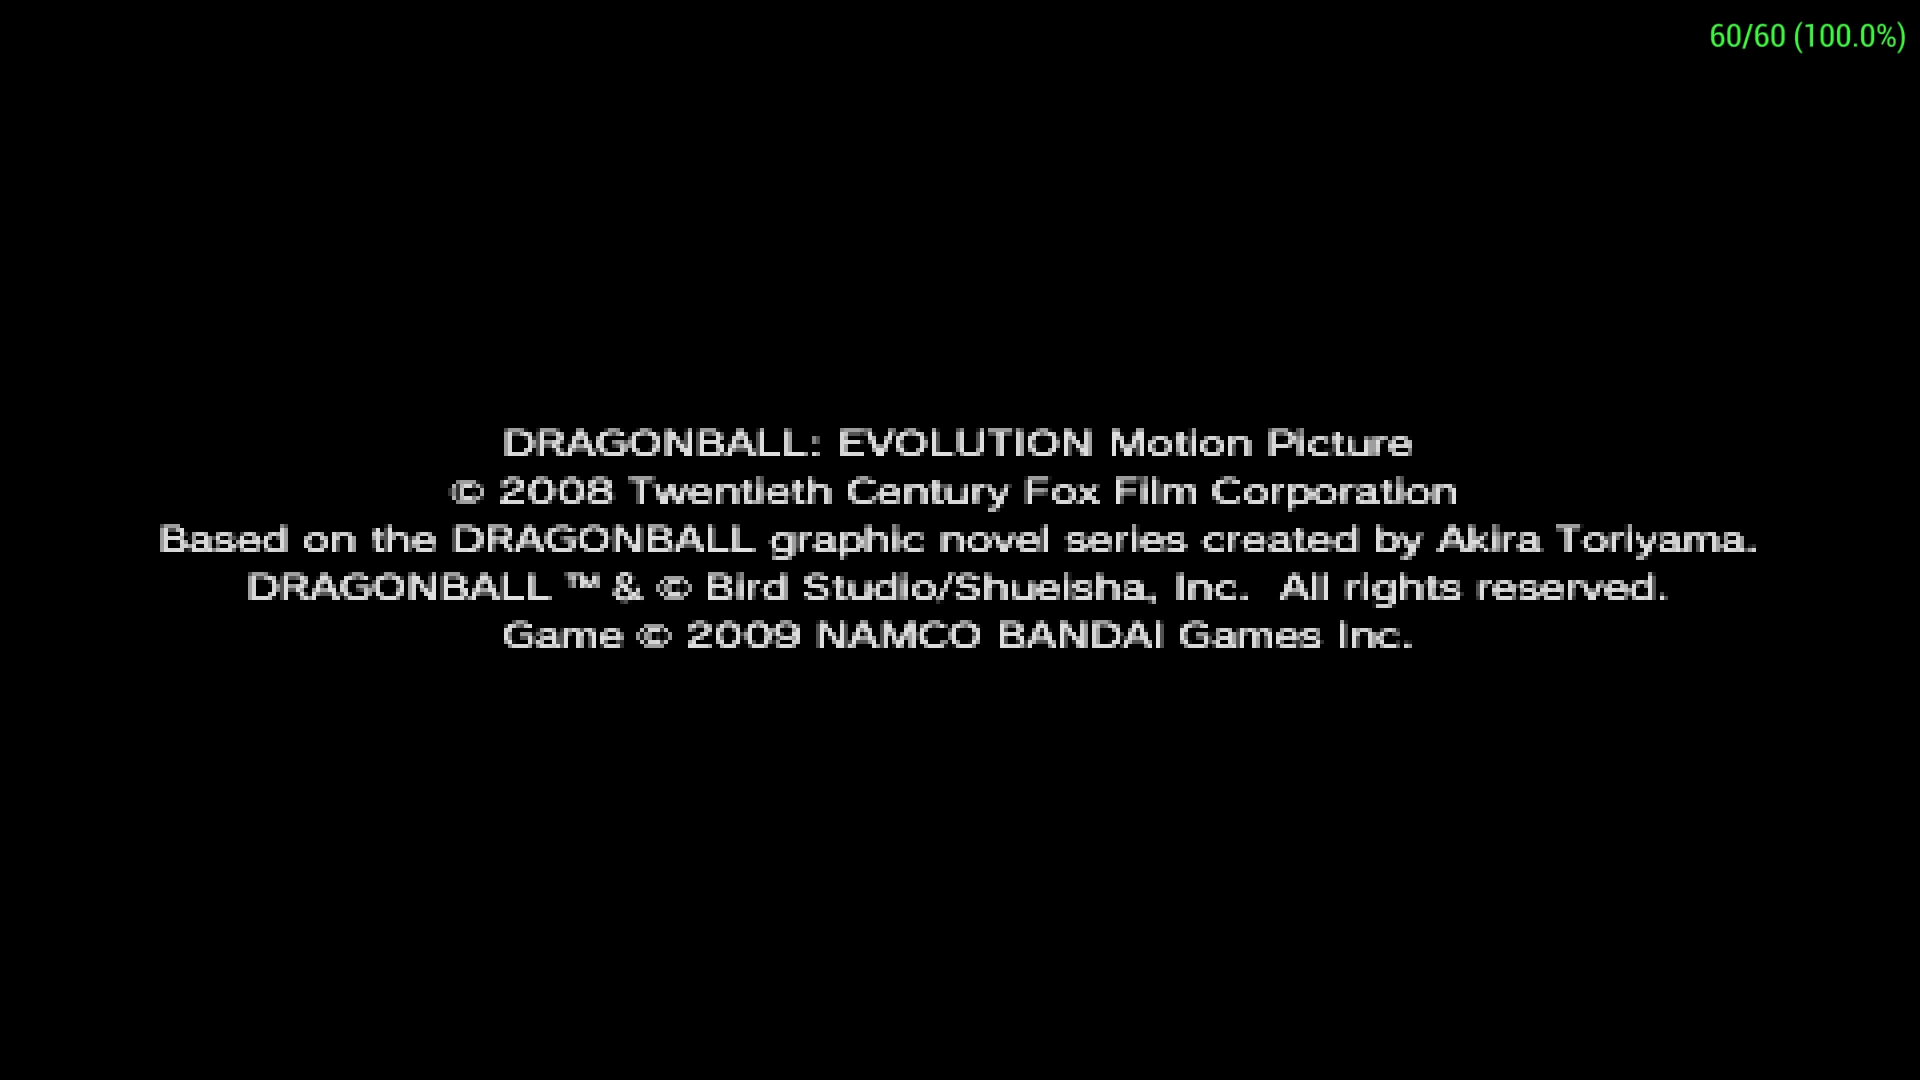 60/60 (100.0%)
DRAGONBALL: EVOLUTION Motion Picture
© 2008 Twentieth Century Fox Film Corporation
Based on the DRAGONBALL graphic novel series created by Akira Toriyama.
DRAGONBALL ™ & © Bird Studio/Shueisha, Inc.  All rights reserved.
Game © 2009 NAMCO BANDAI Games Inc.